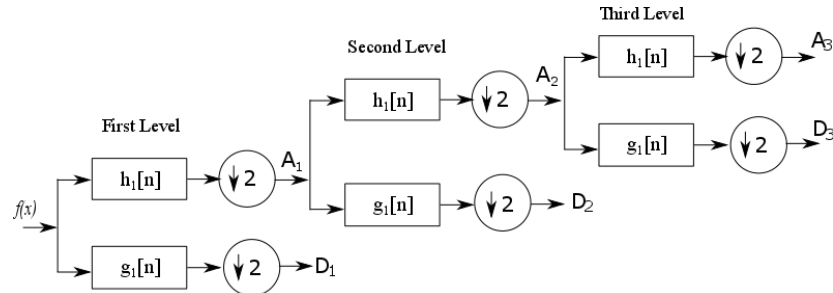 Third Level
h₁[n]
↓2
A₃
Second Level
h₁[n]
↓2
A₂
g₁[n]
↓2
D₃
First Level
h₁[n]
↓2
A₁
g₁[n]
↓2
D₂
f(x)
g₁[n]
↓2
D₁